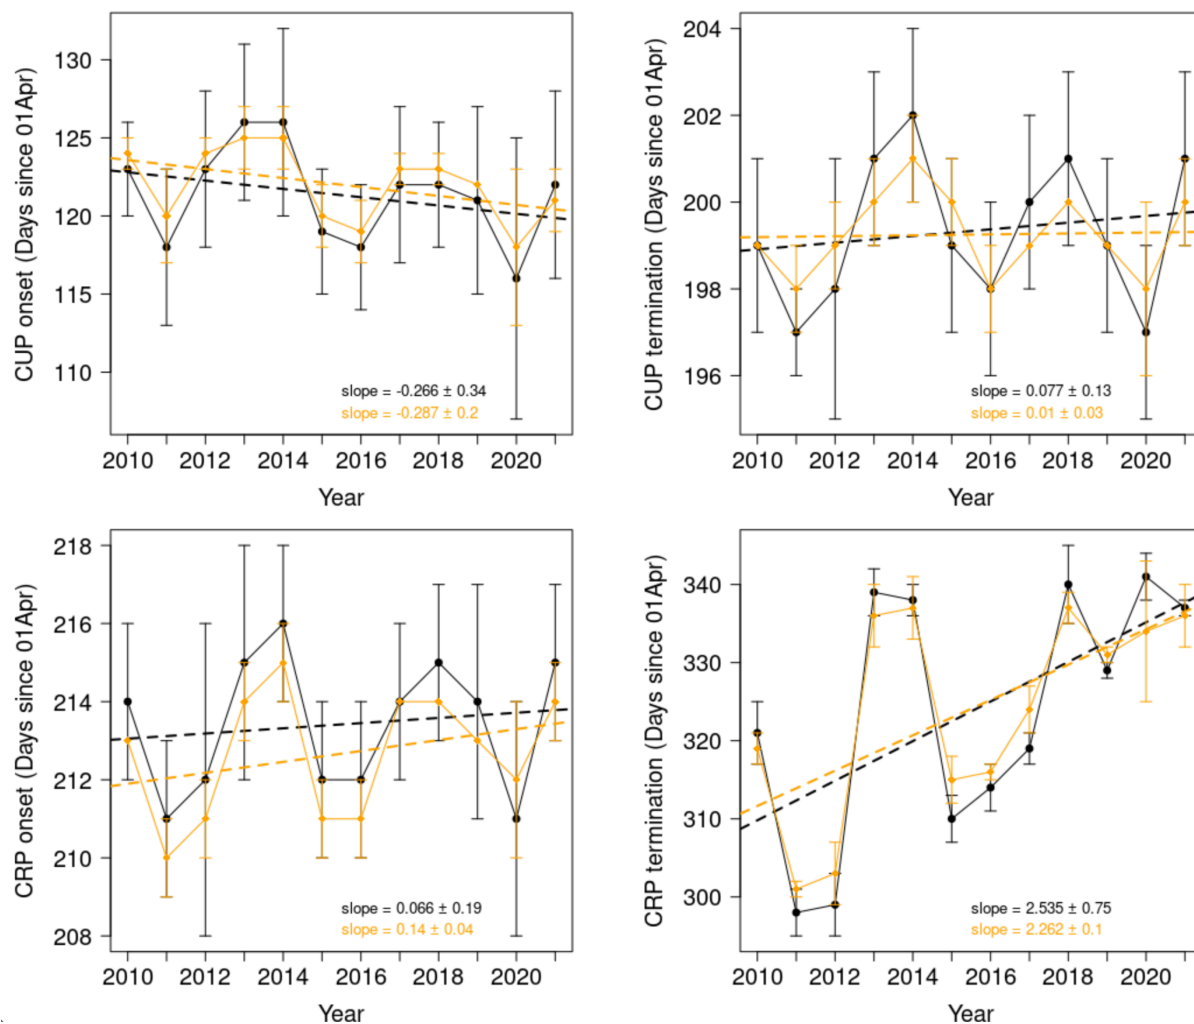 CUP onset (Days since 01Apr)
130
125
120
115
110
slope = -0.266 ± 0.34
slope = -0.287 ± 0.2
2010 2012 2014 2016 2018 2020
Year
CUP termination (Days since 01Apr)
204
202
200
198
196
slope = 0.077 ± 0.13
slope = 0.01 ± 0.03
2010 2012 2014 2016 2018 2020
Year
CRP onset (Days since 01Apr)
218
216
214
212
210
208
slope = 0.066 ± 0.19
slope = 0.14 ± 0.04
2010 2012 2014 2016 2018 2020
Year
CRP termination (Days since 01Apr)
340
330
320
310
300
slope = 2.535 ± 0.75
slope = 2.262 ± 0.1
2010 2012 2014 2016 2018 2020
Year